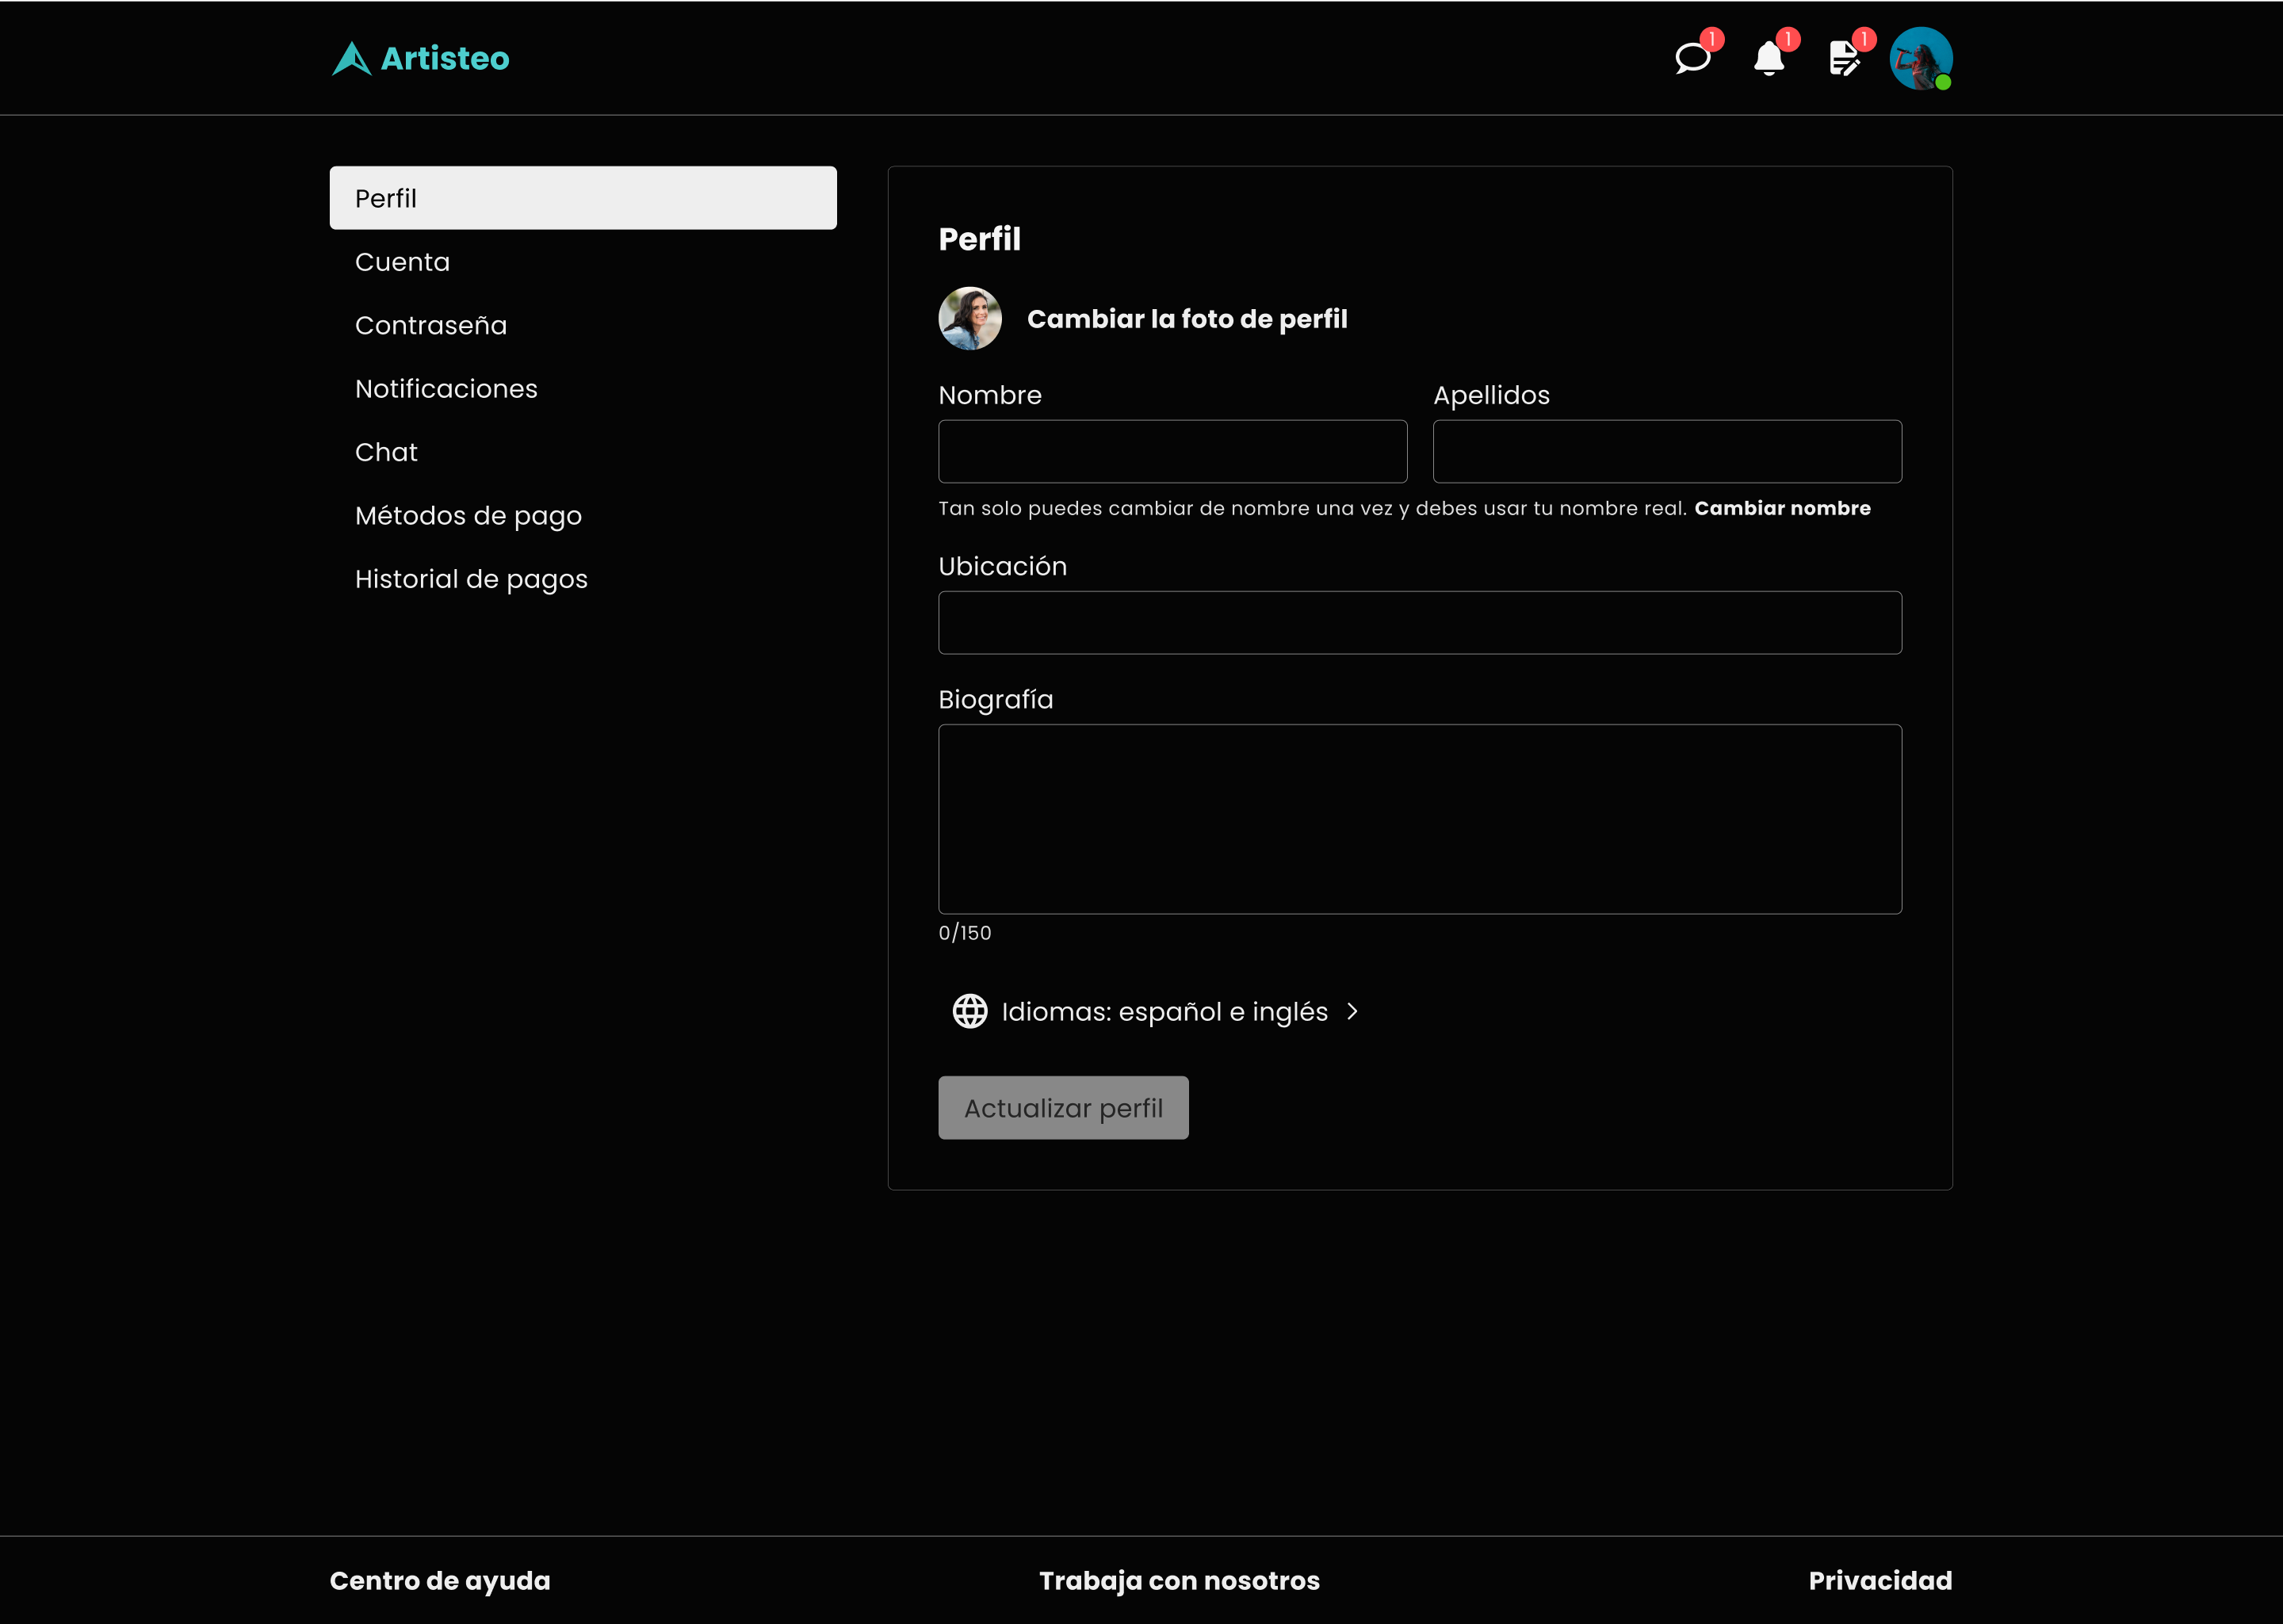 Artisteo
1
1
1
Perfil
Cuenta
Contraseña
Notificaciones
Chat
Métodos de pago
Historial de pagos
Perfil
Cambiar la foto de perfil
Nombre
Apellidos
Tan solo puedes cambiar de nombre una vez y debes usar tu nombre real. Cambiar nombre
Ubicación
Biografía
0/150
Idiomas: español e inglés
Actualizar perfil
Centro de ayuda
Trabaja con nosotros
Privacidad